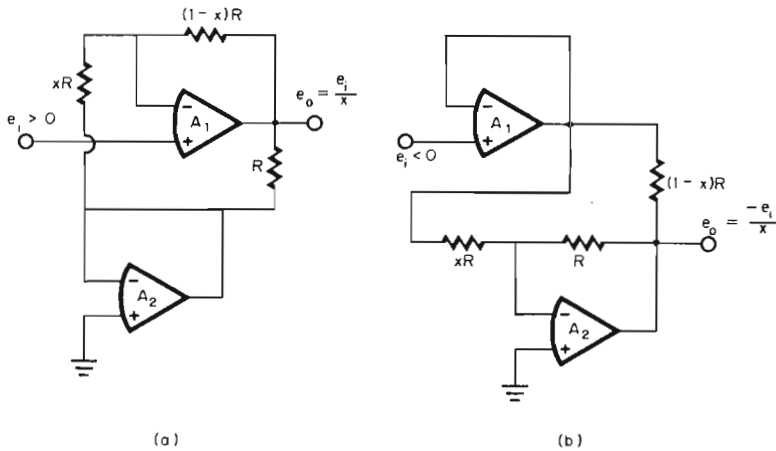 (1-x)R
xR
e_i > 0
A_1
e_o = e_i/x
-
+
R
A_2
-
+
(a)
A_1
-
+
e_i < 0
(1-x)R
e_o = -e_i/x
xR
R
A_2
-
+
(b)